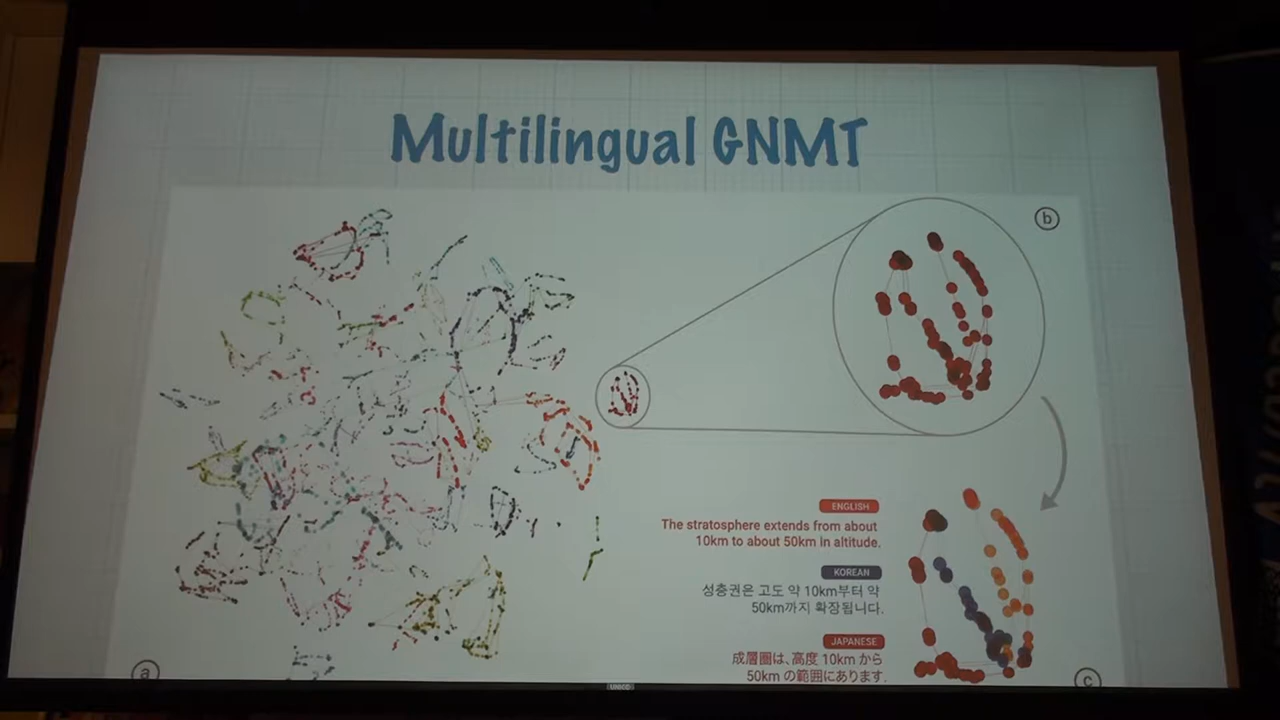 Multilingual GNMT
b
ENGLISH
The stratosphere extends from about
10km to about 50km in altitude.
KOREAN
성층권은 고도 약 10km부터 약
50km까지 확장됩니다.
JAPANESE
成層圏は、高度 10km から
50km の範囲にあります。
a
c
UNICO